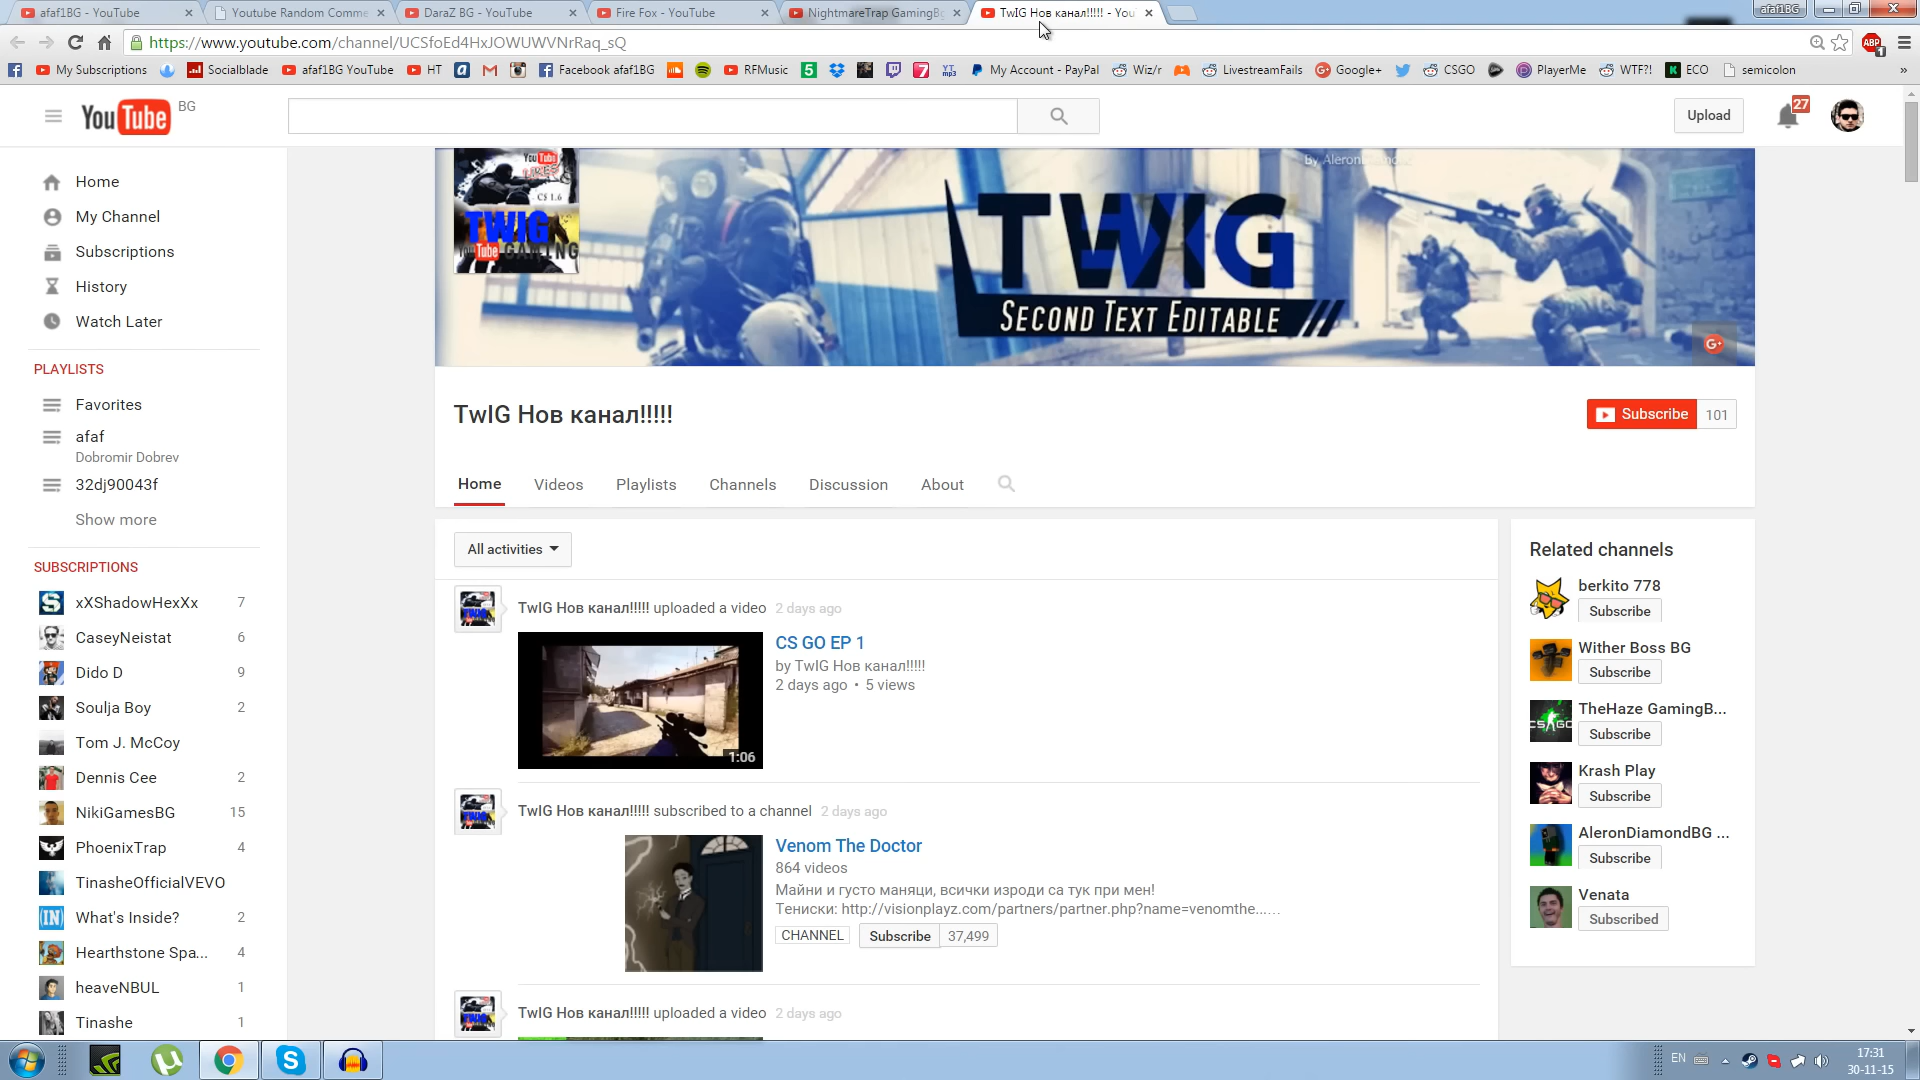 afaf1BG - YouTube
Youtube Random Comme
DaraZ BG - YouTube
Fire Fox - YouTube
NightmareTrap GamingBg
TwIG Нов канал!!!!! - You
afaf1BG
https://www.youtube.com/channel/UCSfoEd4HxJOWUWVNrRaq_sQ
ABP
1
My Subscriptions
Socialblade
afaf1BG YouTube
HT
Facebook afaf1BG
RFMusic
My Account - PayPal
Wiz/r
LivestreamFails
Google+
CSGO
PlayerMe
WTF?!
ECO
semicolon
»
YouTube BG
Upload
27
Home
My Channel
Subscriptions
History
Watch Later
PLAYLISTS
Favorites
afaf
Dobromir Dobrev
32dj90043f
Show more
SUBSCRIPTIONS
xXShadowHexXx 7
CaseyNeistat 6
Dido D 9
Soulja Boy 2
Tom J. McCoy
Dennis Cee 2
NikiGamesBG 15
PhoenixTrap 4
TinasheOfficialVEVO
What's Inside? 2
Hearthstone Spa... 4
heaveNBUL 1
Tinashe 1
YouTube
CS 1.6
TWIG
Tube GAMING
TWIG
SECOND TEXT EDITABLE
TwIG Нов канал!!!!!
Subscribe 101
Home Videos Playlists Channels Discussion About
All activities
TwIG Нов канал!!!!! uploaded a video 2 days ago
CS GO EP 1
by TwIG Нов канал!!!!!
2 days ago • 5 views
1:06
TwIG Нов канал!!!!! subscribed to a channel 2 days ago
Venom The Doctor
864 videos
Майни и густо маняци, всички изроди са тук при мен!
Тениски: http://visionplayz.com/partners/partner.php?name=venomthe......
CHANNEL Subscribe 37,499
TwIG Нов канал!!!!! uploaded a video 2 days ago
Related channels
berkito 778
Subscribe
Wither Boss BG
Subscribe
TheHaze GamingB...
Subscribe
Krash Play
Subscribe
AleronDiamondBG ...
Subscribe
Venata
Subscribed
EN
17:31
30-11-15